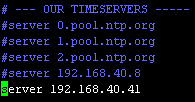 # --- OUR TIMESERVERS -----
#server 0.pool.ntp.org
#server 1.pool.ntp.org
#server 2.pool.ntp.org
#server 192.168.40.8
server 192.168.40.41